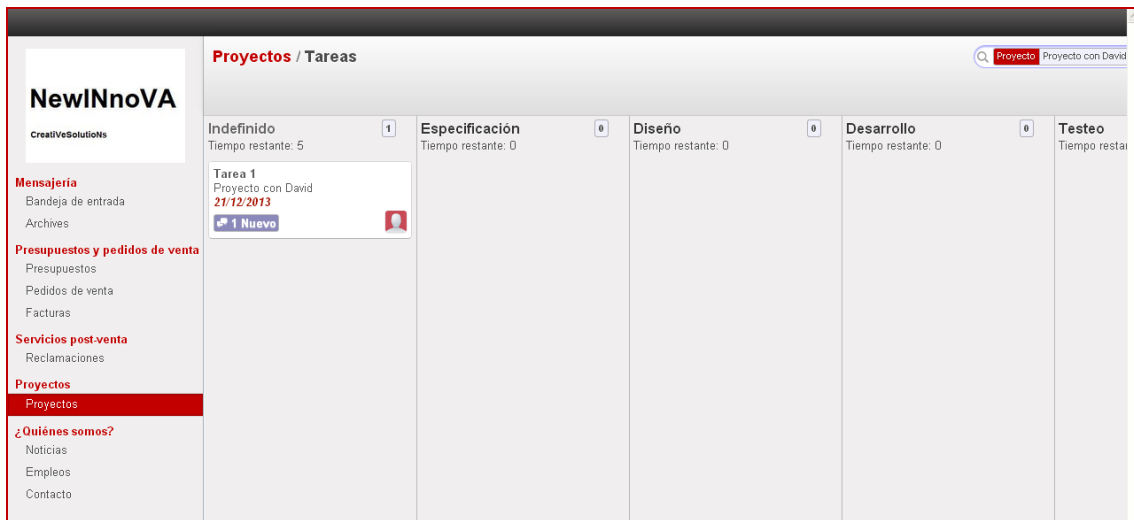 Proyectos / Tareas
Proyecto Proyecto con David
NewINnoVA
CreatiVeSolutioNs
Mensajería
Bandeja de entrada
Archives
Presupuestos y pedidos de venta
Presupuestos
Pedidos de venta
Facturas
Servicios post-venta
Reclamaciones
Proyectos
Proyectos
¿Quiénes somos?
Noticias
Empleos
Contacto
Indefinido 1
Tiempo restante: 5
Tarea 1
Proyecto con David
21/12/2013
1 Nuevo
Especificación 0
Tiempo restante: 0
Diseño 0
Tiempo restante: 0
Desarrollo 0
Tiempo restante: 0
Testeo
Tiempo